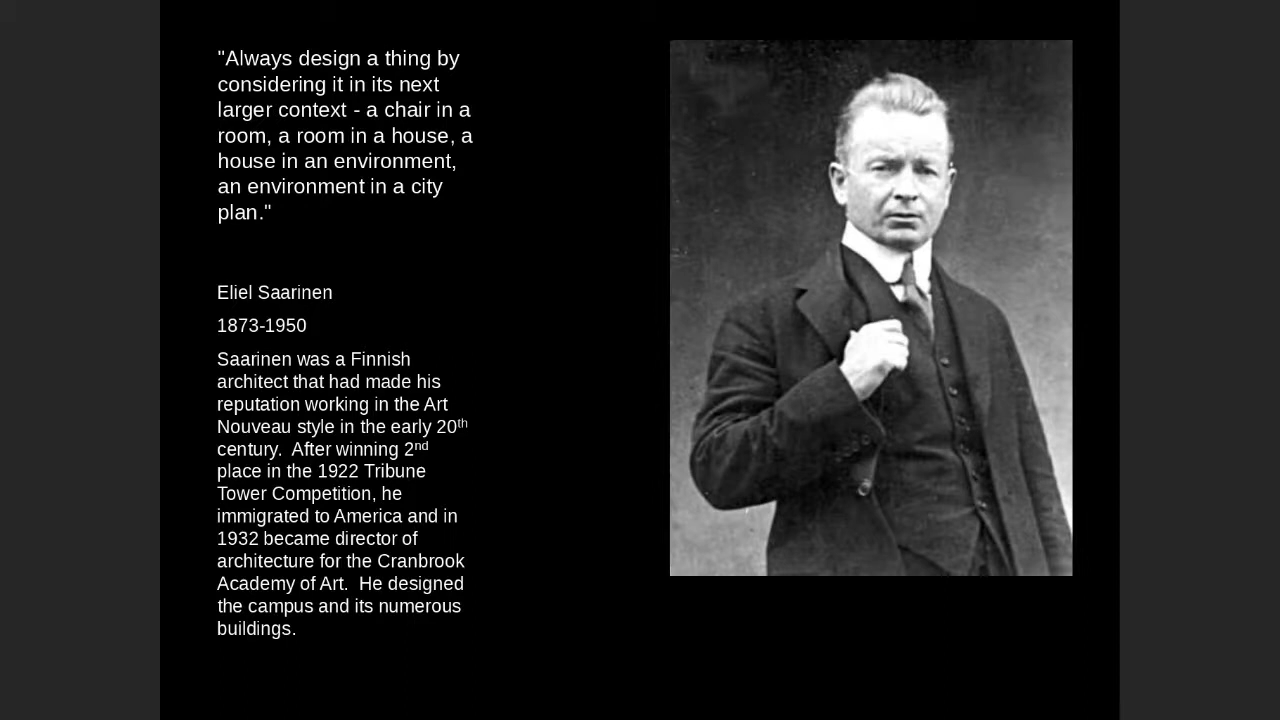 "Always design a thing by
considering it in its next
larger context - a chair in a
room, a room in a house, a
house in an environment,
an environment in a city
plan."
Eliel Saarinen
1873-1950
Saarinen was a Finnish
architect that had made his
reputation working in the Art
Nouveau style in the early 20th
century.  After winning 2nd
place in the 1922 Tribune
Tower Competition, he
immigrated to America and in
1932 became director of
architecture for the Cranbrook
Academy of Art.  He designed
the campus and its numerous
buildings.